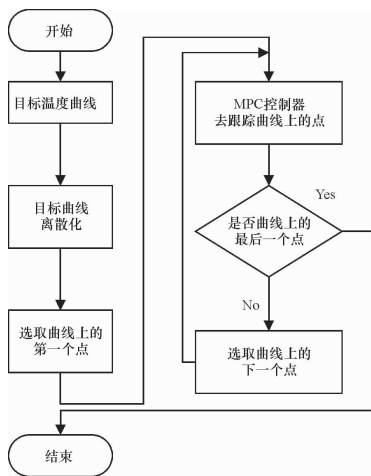 开始
目标温度曲线
目标曲线
离散化
选取曲线上的
第一个点
结束
MPC控制器
去跟踪曲线上的点
是否曲线上的
最后一个点
Yes
No
选取曲线上的
下一个点